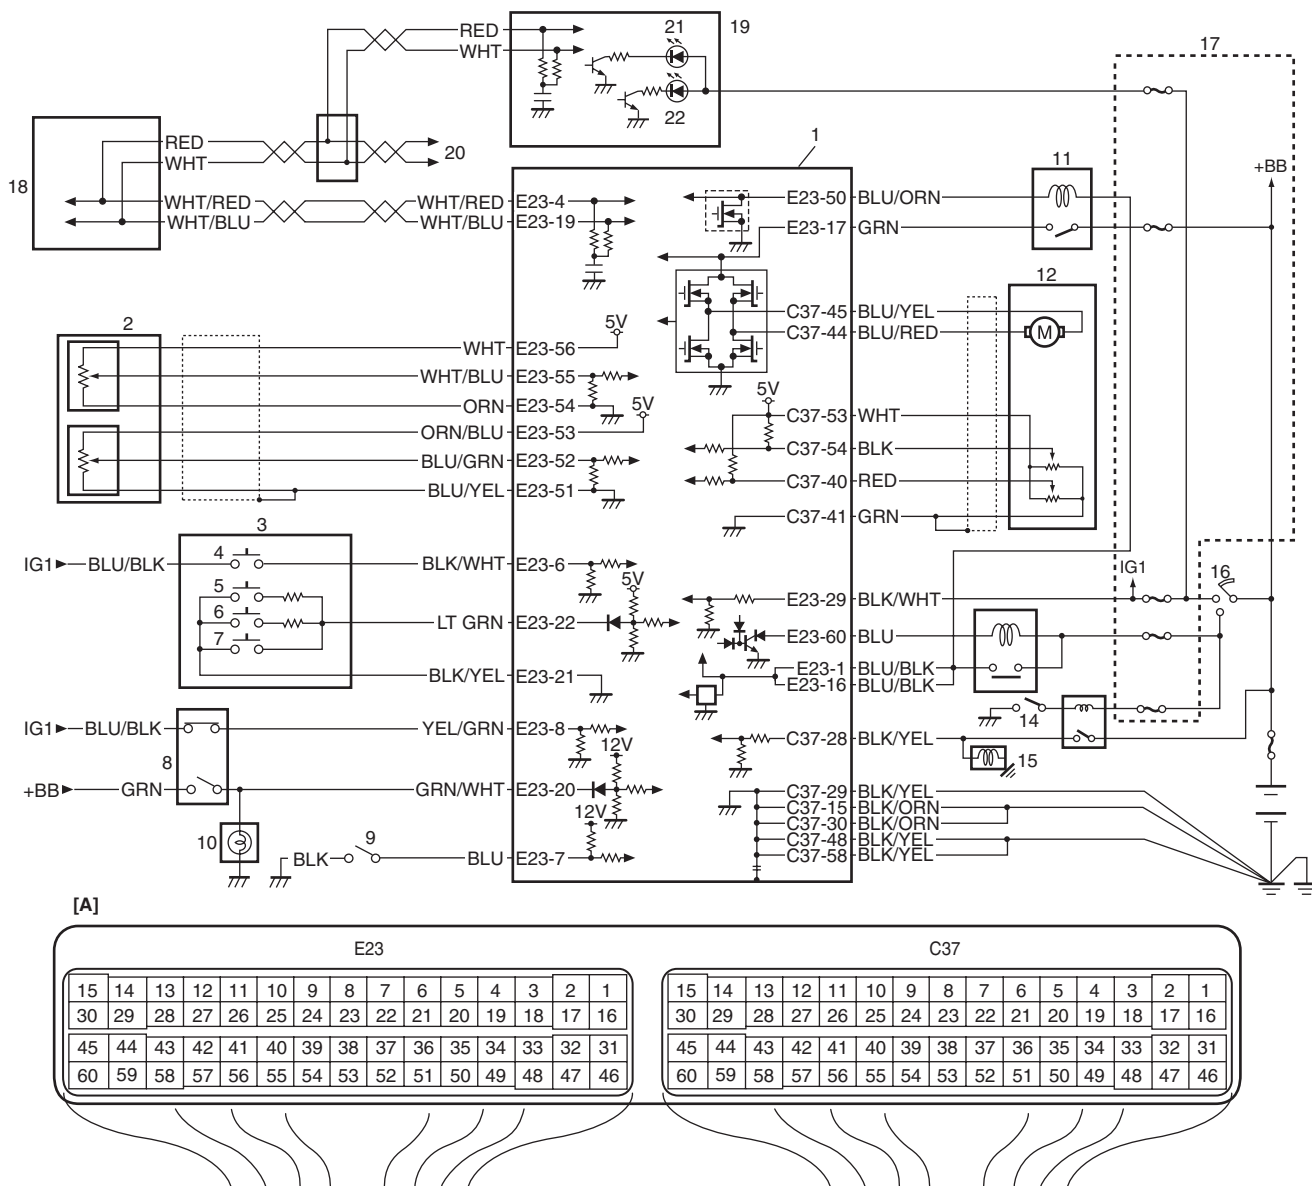 RED
WHT
21
19
22
17
18
RED
WHT
20
1
11
+BB
WHT/RED
WHT/BLU
WHT/RED
WHT/BLU
E23-4
E23-19
E23-50 BLU/ORN
E23-17 GRN
12
C37-45 BLU/YEL
C37-44 BLU/RED
M
2
5V
WHT E23-56
WHT/BLU E23-55
ORN E23-54
5V
ORN/BLU E23-53
BLU/GRN E23-52
BLU/YEL E23-51
5V
C37-53 WHT
C37-54 BLK
C37-40 RED
C37-41 GRN
3
IG1 BLU/BLK
4
BLK/WHT E23-6
5
5V
6
LT GRN E23-22
7
BLK/YEL E23-21
IG1
16
E23-29 BLK/WHT
E23-60 BLU
E23-1 BLU/BLK
E23-16 BLU/BLK
14
IG1 BLU/BLK
YEL/GRN E23-8
12V
C37-28 BLK/YEL
15
8
+BB GRN
GRN/WHT E23-20
12V
10
9
BLK
BLU E23-7
C37-29 BLK/YEL
C37-15 BLK/ORN
C37-30 BLK/ORN
C37-48 BLK/YEL
C37-58 BLK/YEL
[A]
E23
C37
15 14 13 12 11 10 9 8 7 6 5 4 3 2 1
30 29 28 27 26 25 24 23 22 21 20 19 18 17 16
45 44 43 42 41 40 39 38 37 36 35 34 33 32 31
60 59 58 57 56 55 54 53 52 51 50 49 48 47 46
15 14 13 12 11 10 9 8 7 6 5 4 3 2 1
30 29 28 27 26 25 24 23 22 21 20 19 18 17 16
45 44 43 42 41 40 39 38 37 36 35 34 33 32 31
60 59 58 57 56 55 54 53 52 51 50 49 48 47 46